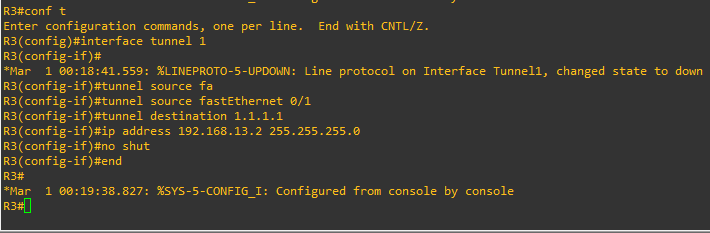 R3#conf t
Enter configuration commands, one per line.  End with CNTL/Z.
R3(config)#interface tunnel 1
R3(config-if)#
*Mar  1 00:18:41.559: %LINEPROTO-5-UPDOWN: Line protocol on Interface Tunnel1, changed state to down
R3(config-if)#tunnel source fa
R3(config-if)#tunnel source fastEthernet 0/1
R3(config-if)#tunnel destination 1.1.1.1
R3(config-if)#ip address 192.168.13.2 255.255.255.0
R3(config-if)#no shut
R3(config-if)#end
R3#
*Mar  1 00:19:38.827: %SYS-5-CONFIG_I: Configured from console by console
R3#